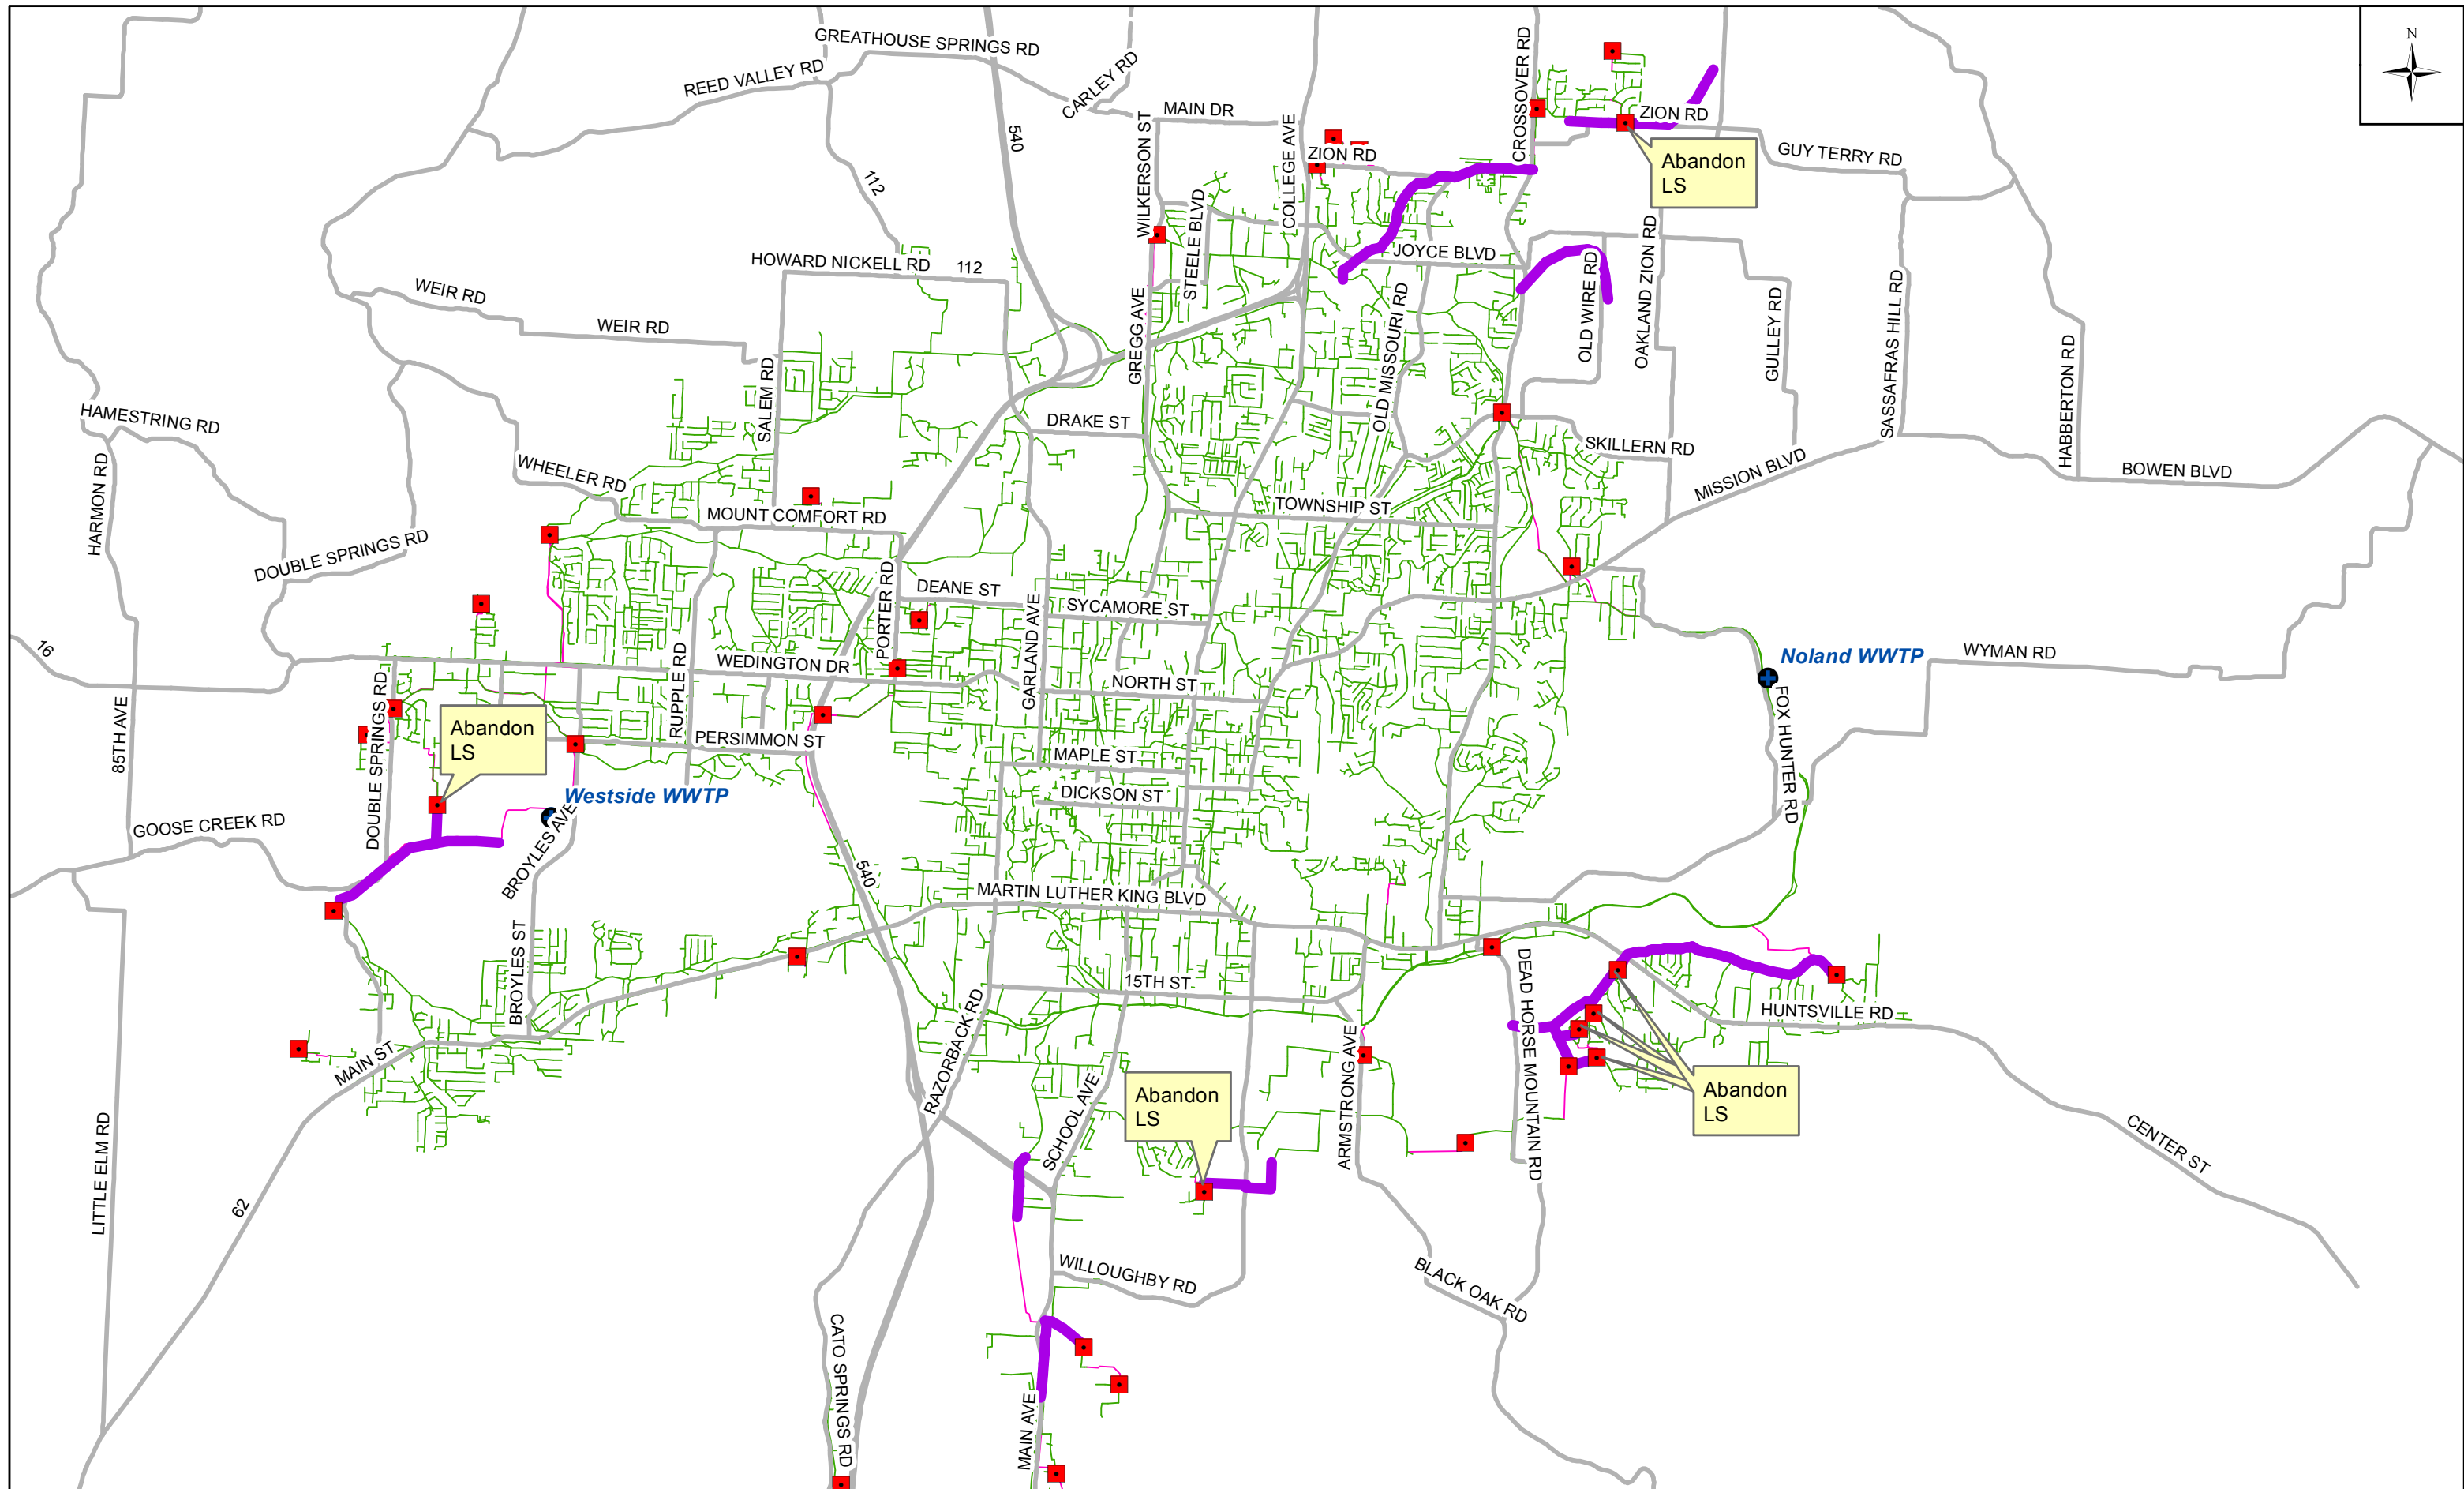 N
GREATHOUSE SPRINGS RD
REED VALLEY RD
CARLEY RD
CROSSOVER RD
540
MAIN DR
ZION RD
WILKERSON ST
COLLEGE AVE
ZION RD
GUY TERRY RD
Abandon
LS
112
STEELE BLVD
HOWARD NICKELL RD
112
JOYCE BLVD
OLD WIRE RD
OAKLAND ZION RD
WEIR RD
WEIR RD
GREGG AVE
OLD MISSOURI RD
GULLEY RD
SASSAFRAS HILL RD
HABBERTON RD
SALEM RD
HAMESTRING RD
DRAKE ST
SKILLERN RD
HARMON RD
WHEELER RD
MISSION BLVD
BOWEN BLVD
MOUNT COMFORT RD
TOWNSHIP ST
DOUBLE SPRINGS RD
PORTER RD
DEANE ST
SYCAMORE ST
GARLAND AVE
16
WEDINGTON DR
NORTH ST
Noland WWTP
WYMAN RD
85TH AVE
DOUBLE SPRINGS RD
RUPPLE RD
FOX HUNTER RD
Abandon
LS
PERSIMMON ST
MAPLE ST
DICKSON ST
Westside WWTP
GOOSE CREEK RD
BROYLES AVE
540
MARTIN LUTHER KING BLVD
BROYLES ST
15TH ST
DEAD HORSE MOUNTAIN RD
HUNTSVILLE RD
RAZORBACK RD
ARMSTRONG AVE
MAIN ST
SCHOOL AVE
Abandon
LS
Abandon
LS
LITTLE ELM RD
62
CENTER ST
WILLOUGHBY RD
BLACK OAK RD
CATO SPRINGS RD
MAIN AVE